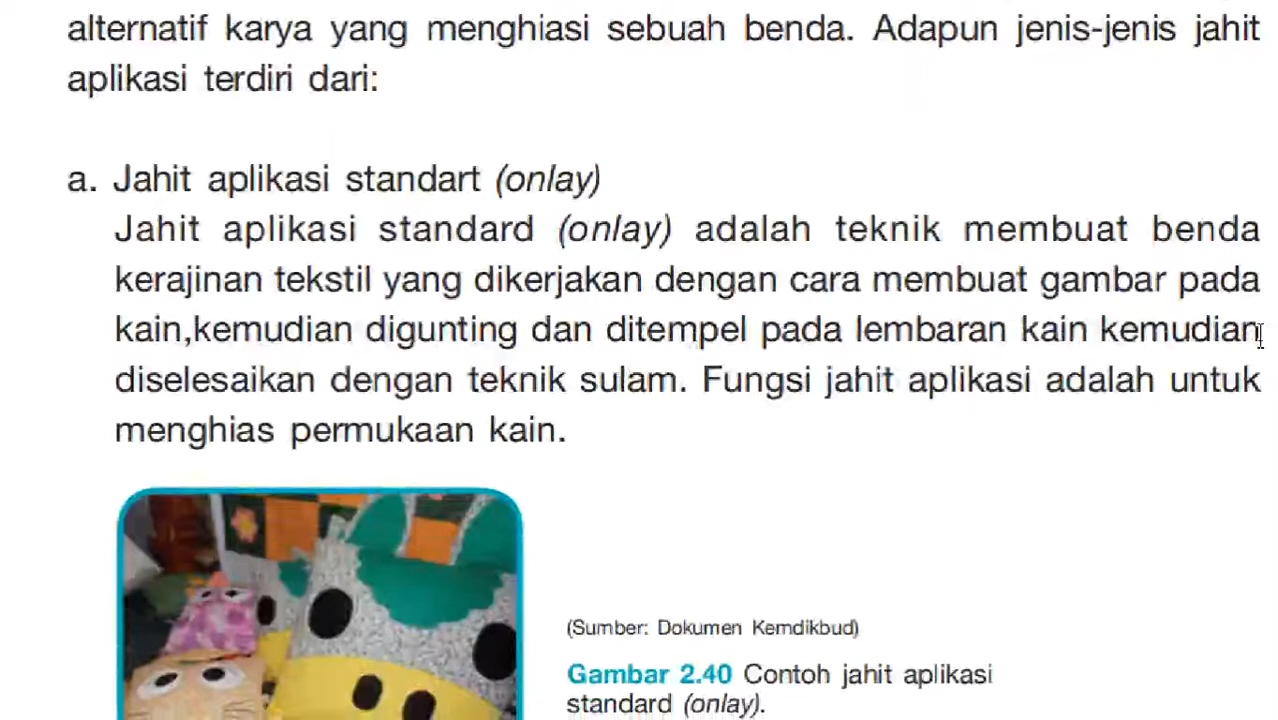 alternatif karya yang menghiasi sebuah benda. Adapun jenis-jenis jahit
aplikasi terdiri dari:
a. Jahit aplikasi standart (onlay)
Jahit aplikasi standard (onlay) adalah teknik membuat benda
kerajinan tekstil yang dikerjakan dengan cara membuat gambar pada
kain,kemudian digunting dan ditempel pada lembaran kain kemudian
diselesaikan dengan teknik sulam. Fungsi jahit aplikasi adalah untuk
menghias permukaan kain.
(Sumber: Dokumen Kemdikbud)
Gambar 2.40 Contoh jahit aplikasi
standard (onlay).